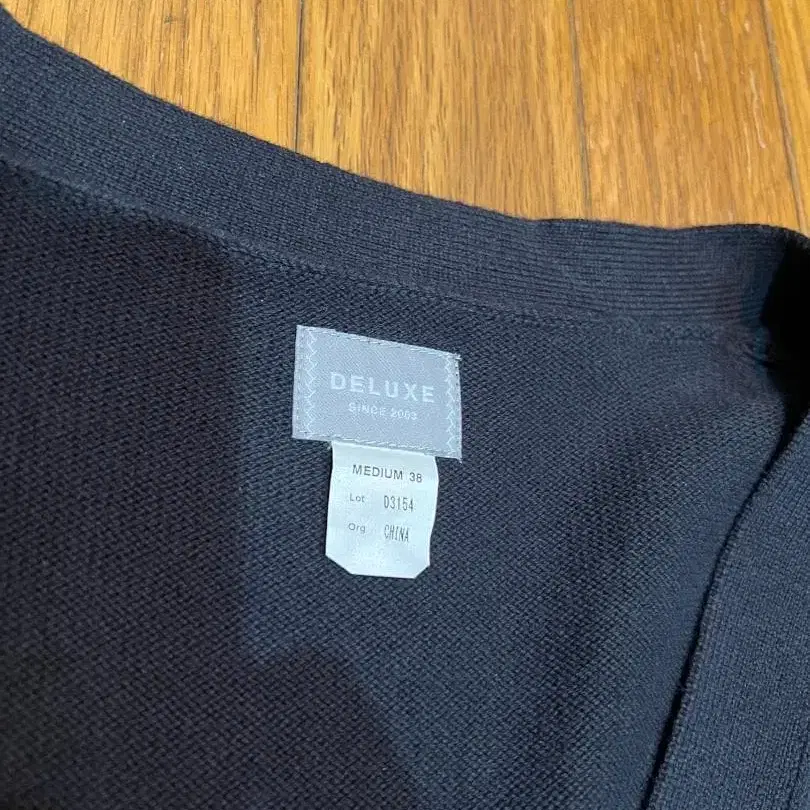 DELUXE
SINCE 2003
MEDIUM 38
Lot D3154
Org CHINA